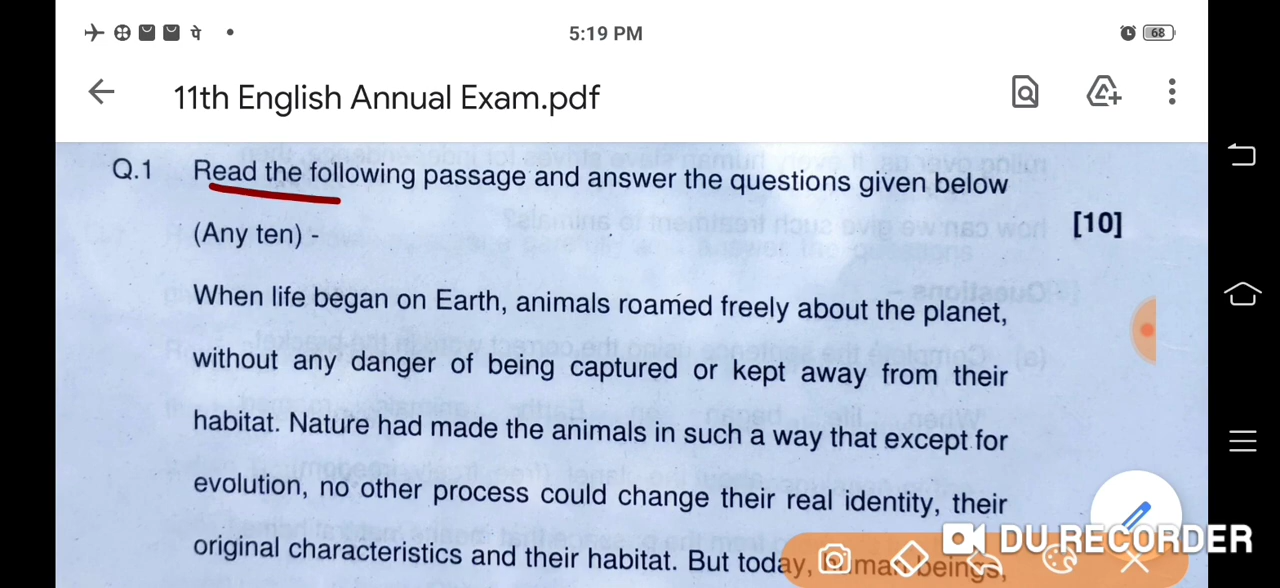 पे
5:19 PM
68
11th English Annual Exam.pdf
Q.1 Read the following passage and answer the questions given below
(Any ten) - [10]
When life began on Earth, animals roamed freely about the planet,
without any danger of being captured or kept away from their
habitat. Nature had made the animals in such a way that except for
evolution, no other process could change their real identity, their
original characteristics and their habitat. But today, human beings,
DU RECORDER